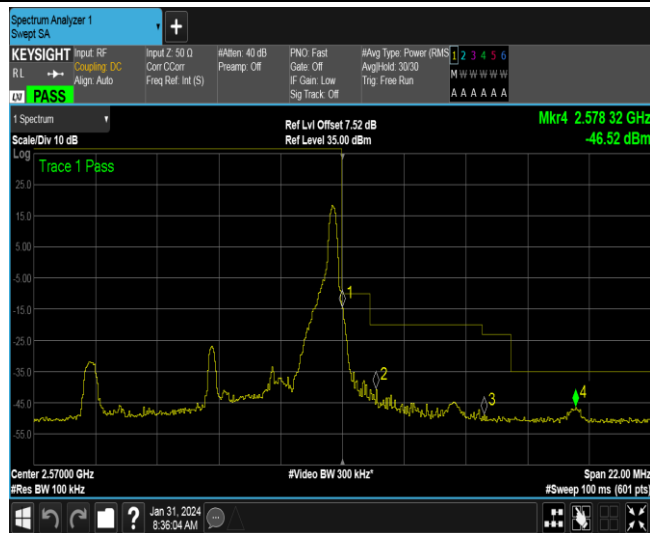 Spectrum Analyzer 1
Swept SA
+
KEYSIGHT
RL
LXI PASS
Input: RF
Coupling: DC
Align: Auto
Input Z: 50 Ω
Corr CCorr
Freq Ref: Int (S)
#Atten: 40 dB
Preamp: Off
PNO: Fast
Gate: Off
IF Gain: Low
Sig Track: Off
#Avg Type: Power (RMS
Avg|Hold: 30/30
Trig: Free Run
1 2 3 4 5 6
M W W W W W
A A A A A A
1 Spectrum
Scale/Div 10 dB
Ref Lvl Offset 7.52 dB
Ref Level 35.00 dBm
Mkr4 2.578 32 GHz
-46.52 dBm
Log
Trace 1 Pass
25.0
15.0
5.00
-5.00
-15.0
-25.0
-35.0
-45.0
-55.0
1
2
3
4
Center 2.57000 GHz
#Res BW 100 kHz
#Video BW 300 kHz*
Span 22.00 MHz
#Sweep 100 ms (601 pts)
?
Jan 31, 2024
8:36:04 AM